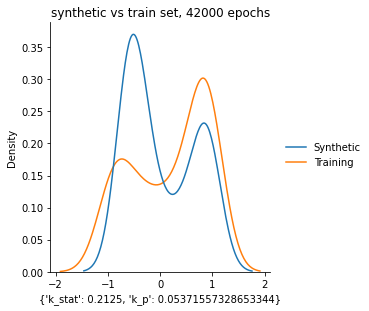 synthetic vs train set, 42000 epochs
0.35
0.30
0.25
0.20
0.15
0.10
0.05
0.00
Density
−2
−1
0
1
2
{'k_stat': 0.2125, 'k_p': 0.05371557328653344}
Synthetic
Training